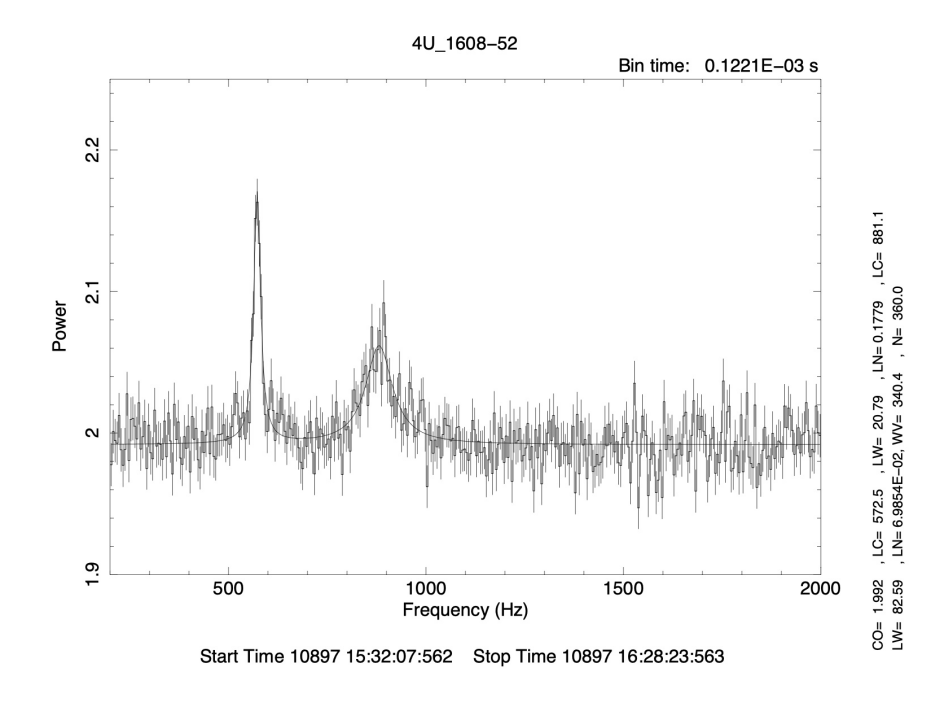 4U_1608−52
Bin time: 0.1221E−03 s
2.2
2.1
2
1.9
Power
500 1000 1500 2000
Frequency (Hz)
Start Time 10897 15:32:07:562 Stop Time 10897 16:28:23:563
CO= 1.992 , LC= 572.5 , LW= 20.79 , LN= 0.1779 , LC= 881.1
LW= 82.59 , LN= 6.9854E−02, WV= 340.4 , N= 360.0